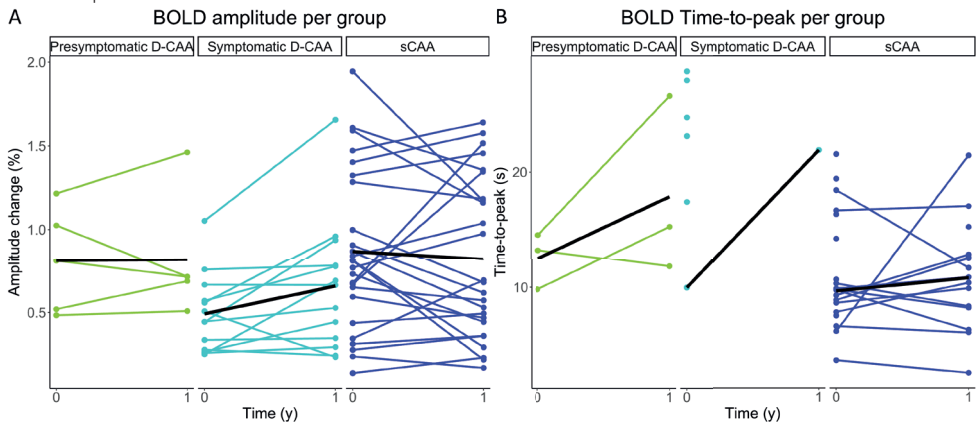 A BOLD amplitude per group
Presymptomatic D-CAA Symptomatic D-CAA sCAA
2.0
1.5
1.0
0.5
Amplitude change (%)
0 1 0 1 0 1
Time (y)
B BOLD Time-to-peak per group
Presymptomatic D-CAA Symptomatic D-CAA sCAA
20
10
Time-to-peak (s)
0 1 0 1 0 1
Time (y)